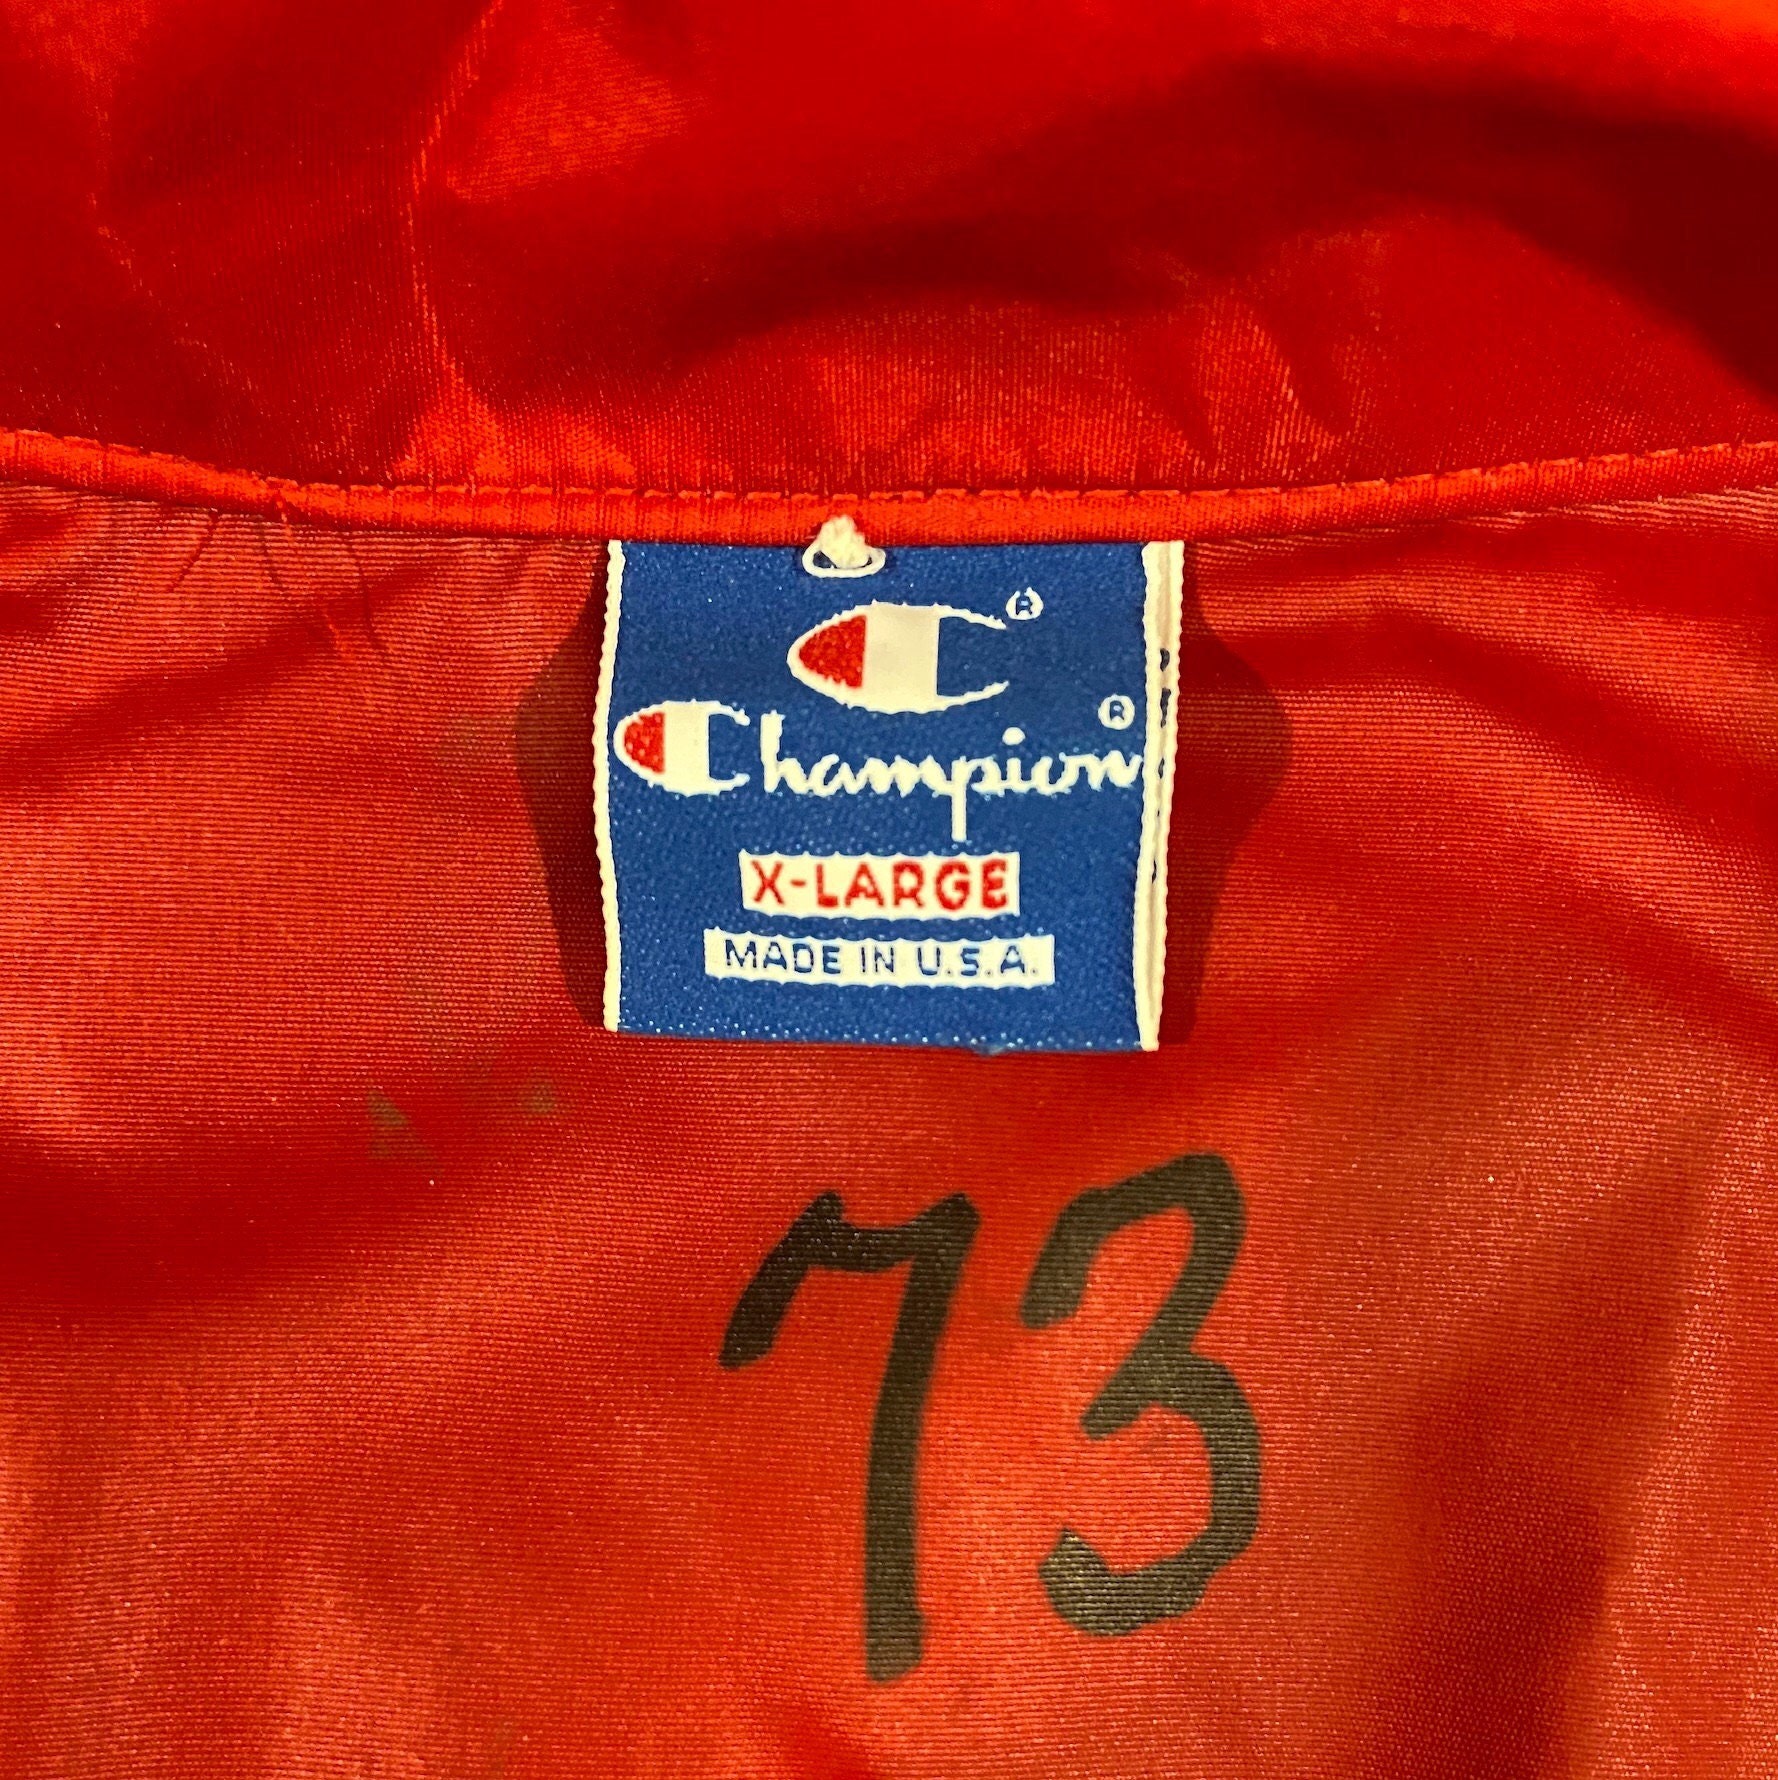 C®
Champion®
X-LARGE
MADE IN U.S.A.
73